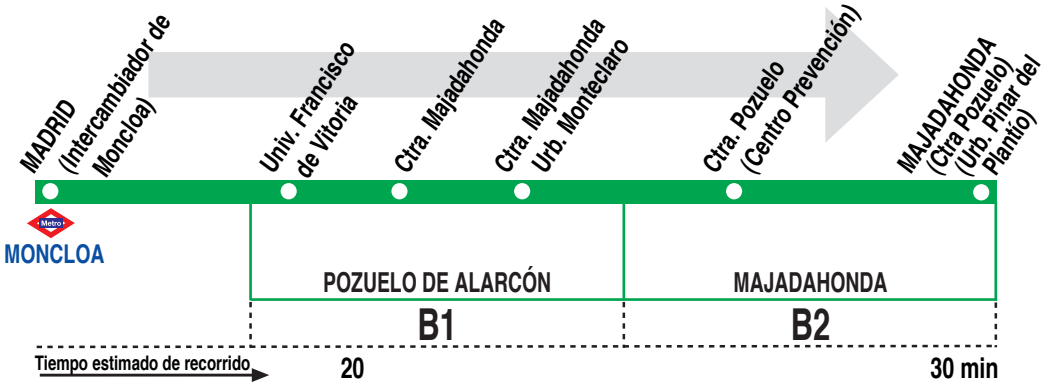 MADRID
(Intercambiador de
Moncloa)
Univ. Francisco
de Vitoria
Ctra. Majadahonda
Ctra. Majadahonda
Urb. Monteclaro
Ctra. Pozuelo
(Centro Prevención)
MAJADAHONDA
(Ctra Pozuelo)
(Urb. Pinar del
Plantío)
Metro
MONCLOA
POZUELO DE ALARCÓN
MAJADAHONDA
B1
B2
Tiempo estimado de recorrido
20
30 min